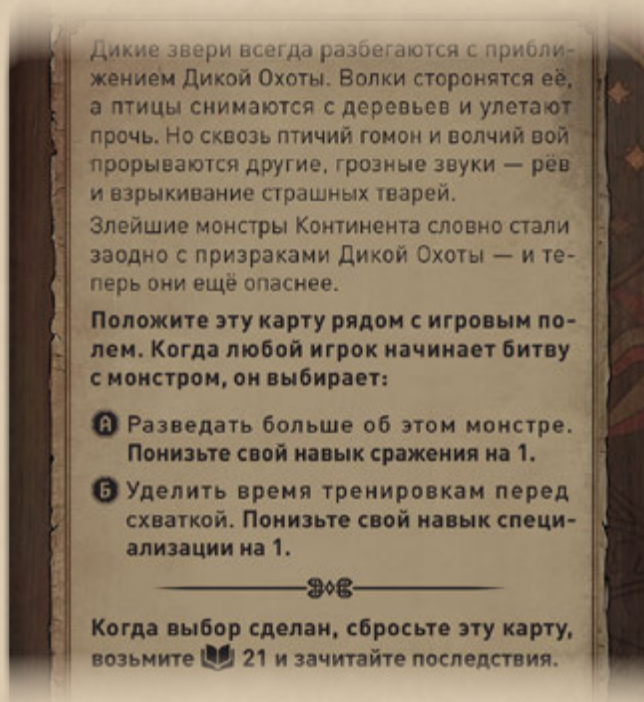 Дикие звери всегда разбегаются с прибли-
жением Дикой Охоты. Волки сторонятся её,
а птицы снимаются с деревьев и улетают
прочь. Но сквозь птичий гомон и волчий вой
прорываются другие, грозные звуки — рёв
и взрыкивание страшных тварей.
Злейшие монстры Континента словно стали
заодно с призраками Дикой Охоты — и те-
перь они ещё опаснее.
Положите эту карту рядом с игровым по-
лем. Когда любой игрок начинает битву
с монстром, он выбирает:
А Разведать больше об этом монстре.
Понизьте свой навык сражения на 1.
Б Уделить время тренировкам перед
схваткой. Понизьте свой навык специ-
ализации на 1.
Когда выбор сделан, сбросьте эту карту,
возьмите 21 и зачитайте последствия.